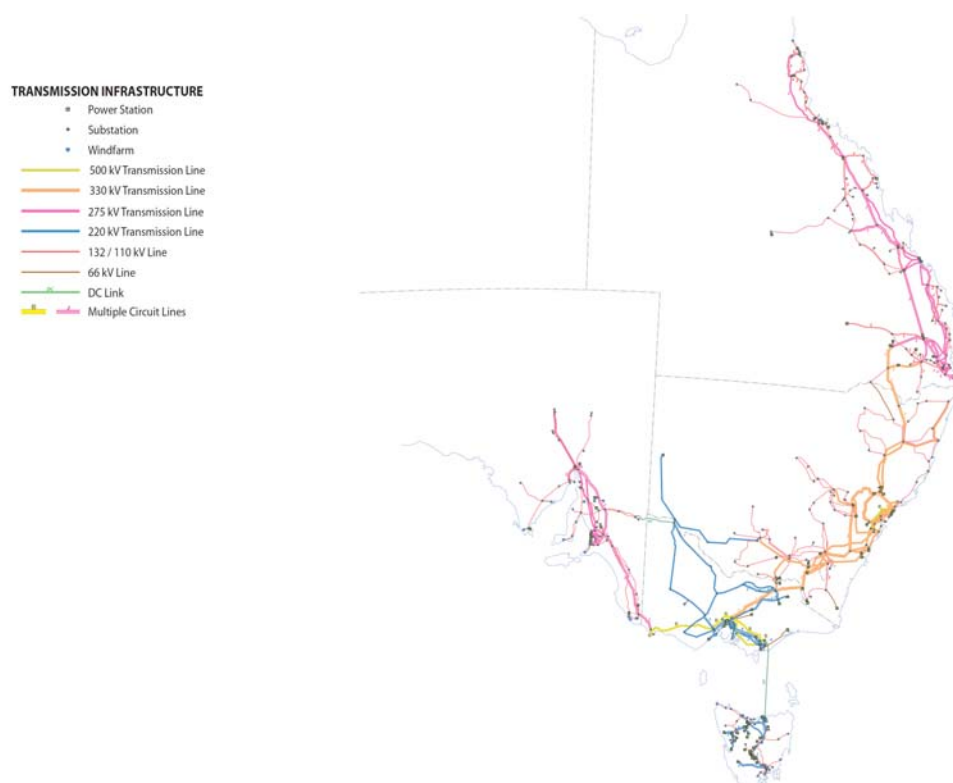 TRANSMISSION INFRASTRUCTURE
Power Station
Substation
Windfarm
500 kV Transmission Line
330 kV Transmission Line
275 kV Transmission Line
220 kV Transmission Line
132 / 110 kV Line
66 kV Line
DC Link
Multiple Circuit Lines